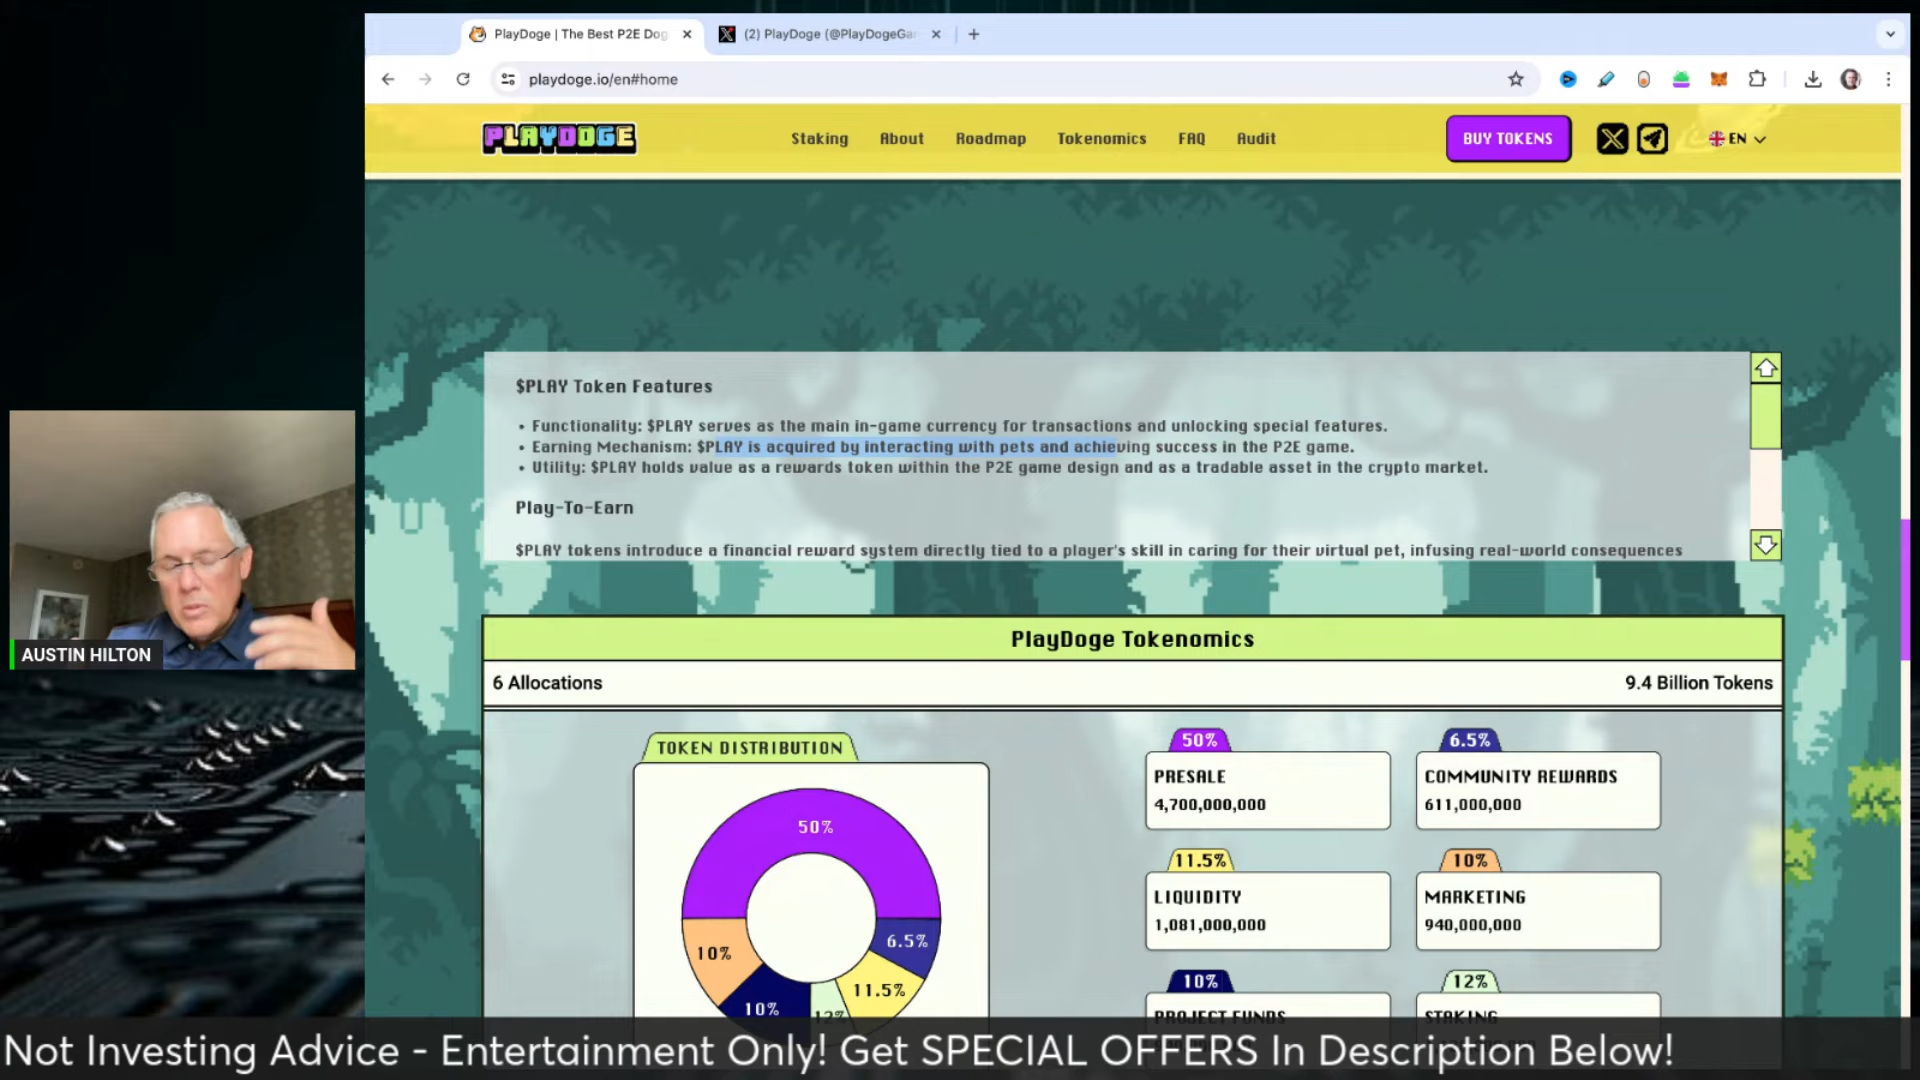 PlayDoge | The Best P2E Dog
(2) PlayDoge (@PlayDogeGam
playdoge.io/en#home
PLAYDOGE
Staking
About
Roadmap
Tokenomics
FAQ
Audit
BUY TOKENS
EN
$PLAY Token Features
• Functionality: $PLAY serves as the main in-game currency for transactions and unlocking special features.
• Earning Mechanism: $PLAY is acquired by interacting with pets and achieving success in the P2E game.
• Utility: $PLAY holds value as a rewards token within the P2E game design and as a tradable asset in the crypto market.
Play-To-Earn
$PLAY tokens introduce a financial reward system directly tied to a player's skill in caring for their virtual pet, infusing real-world consequences
AUSTIN HILTON
PlayDoge Tokenomics
6 Allocations
9.4 Billion Tokens
TOKEN DISTRIBUTION
50%
10%
10%
12%
11.5%
6.5%
50%
PRESALE
4,700,000,000
6.5%
COMMUNITY REWARDS
611,000,000
11.5%
LIQUIDITY
1,081,000,000
10%
MARKETING
940,000,000
10%
PROJECT FUNDS
12%
STAKING
Not Investing Advice - Entertainment Only! Get SPECIAL OFFERS In Description Below!